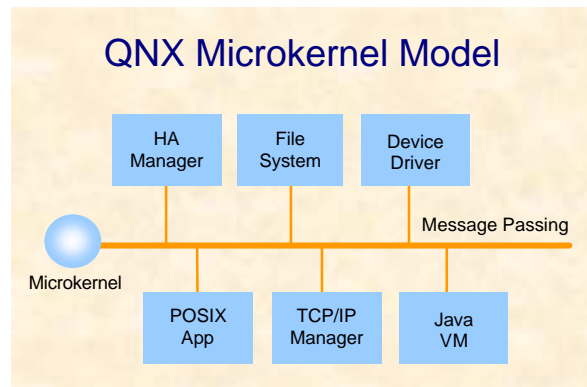 QNX Microkernel Model
HA
Manager
File
System
Device
Driver
Message Passing
Microkernel
POSIX
App
TCP/IP
Manager
Java
VM